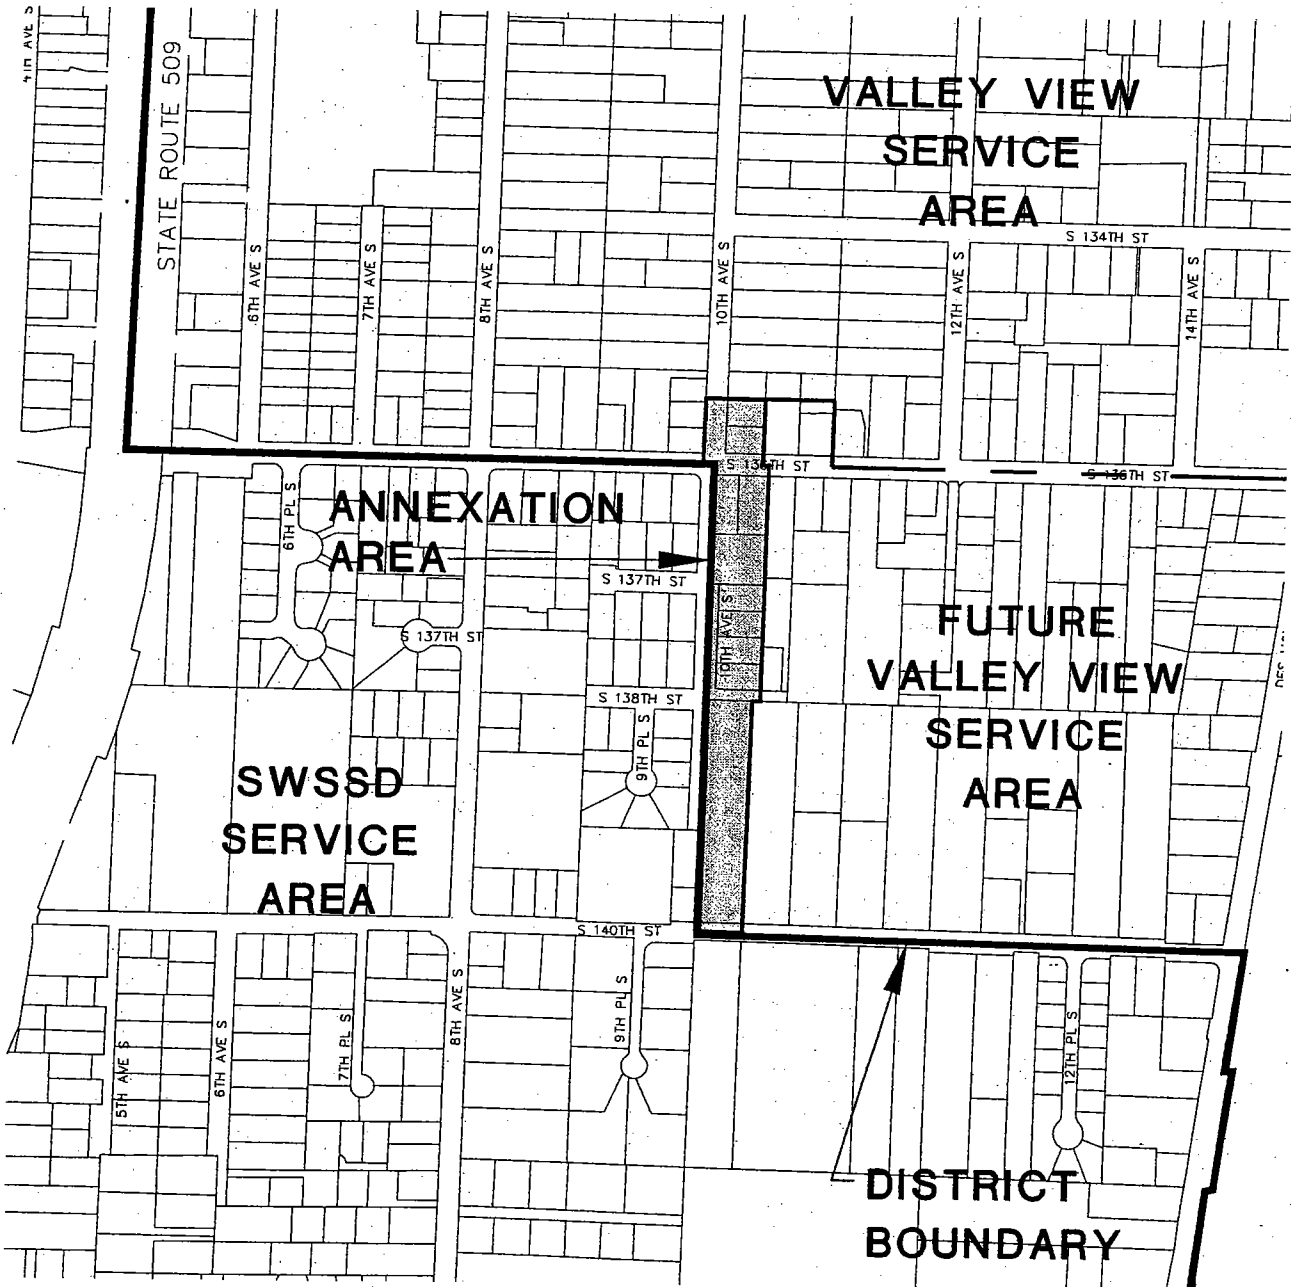 4TH AVE S
STATE ROUTE 509
VALLEY VIEW
SERVICE
AREA
S 134TH ST
6TH AVE S
7TH AVE S
8TH AVE S
10TH AVE S
12TH AVE S
14TH AVE S
S 136TH ST
S 136TH ST
6TH PL S
ANNEXATION
AREA
S 137TH ST
S 137TH ST
10TH AVE S
FUTURE
VALLEY VIEW
SERVICE
AREA
S 138TH ST
9TH PL S
SWSSD
SERVICE
AREA
S 140TH ST
5TH AVE S
6TH AVE S
7TH PL S
8TH AVE S
9TH PL S
12TH PL S
DISTRICT
BOUNDARY